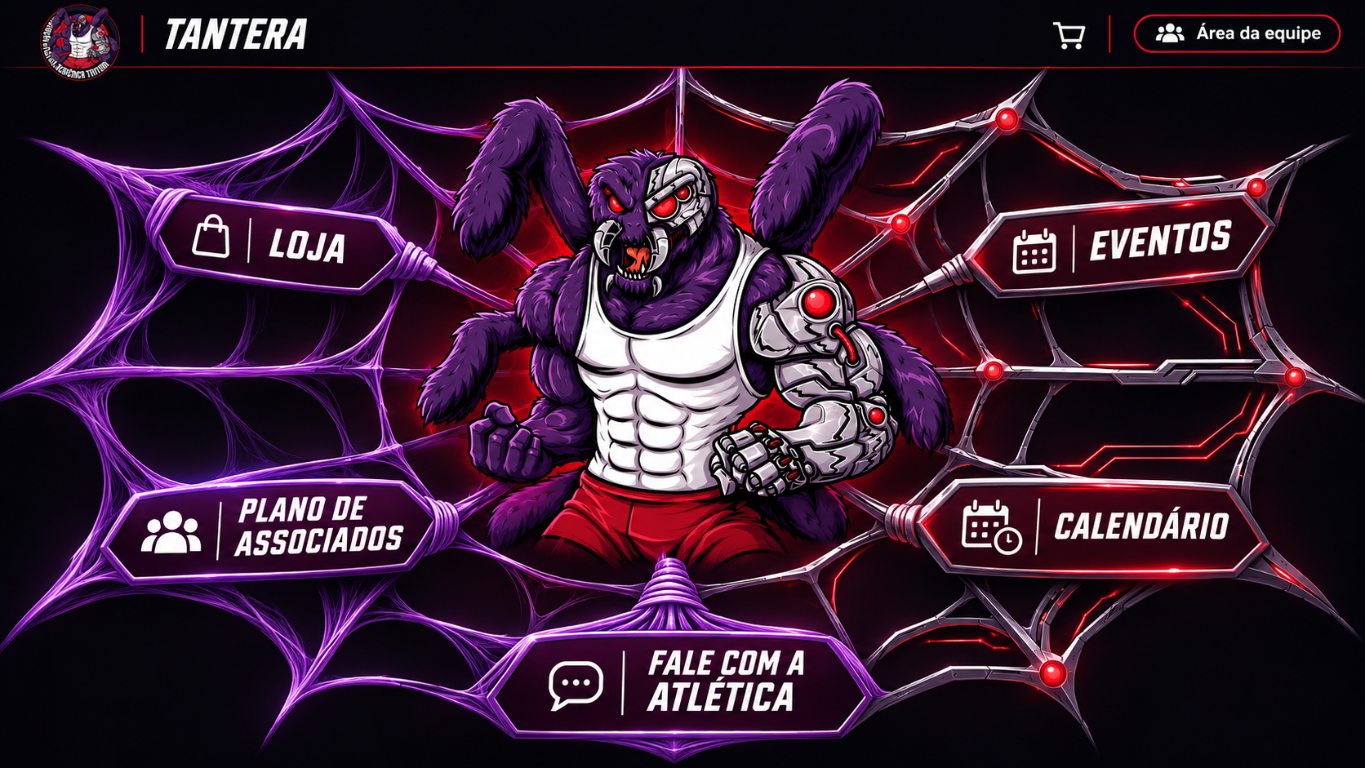 TANTERA
Área da equipe
LOJA
EVENTOS
PLANO DE
ASSOCIADOS
CALENDÁRIO
FALE COM A
ATLÉTICA